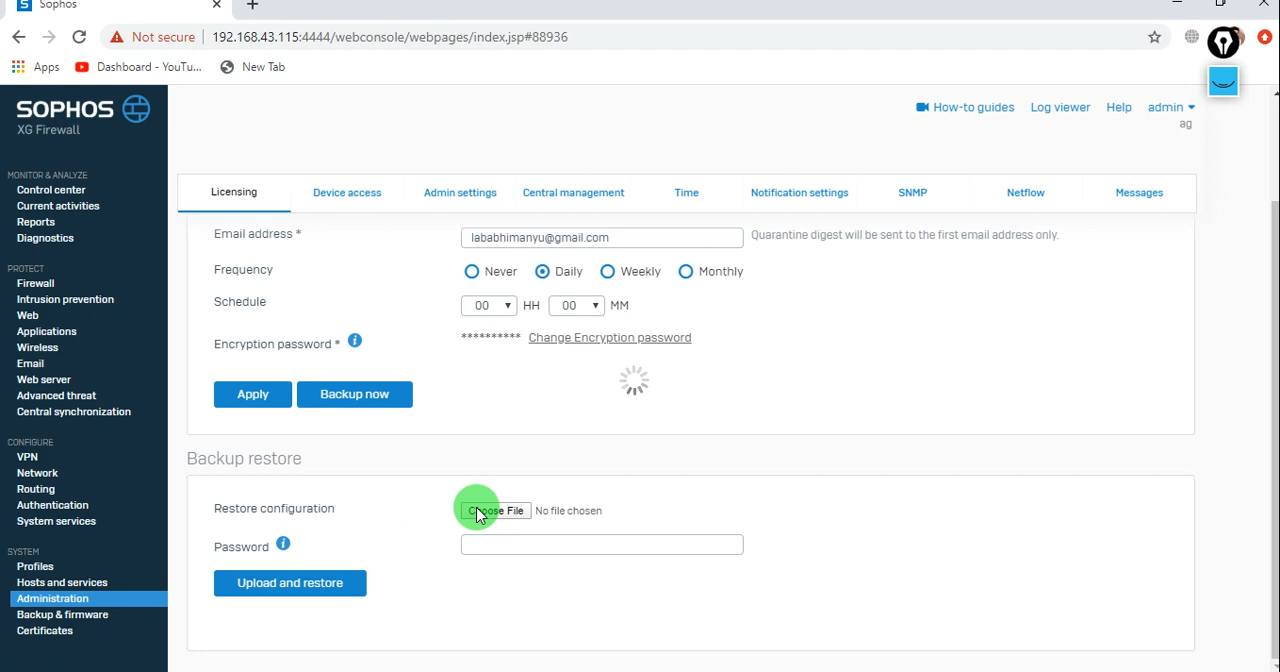 Sophos
Not secure 192.168.43.115:4444/webconsole/webpages/index.jsp#88936
Apps Dashboard - YouTu... New Tab
SOPHOS
XG Firewall
How-to guides Log viewer Help admin
ag
MONITOR & ANALYZE
Control center
Current activities
Reports
Diagnostics
PROTECT
Firewall
Intrusion prevention
Web
Applications
Wireless
Email
Web server
Advanced threat
Central synchronization
CONFIGURE
VPN
Network
Routing
Authentication
System services
SYSTEM
Profiles
Hosts and services
Administration
Backup & firmware
Certificates
Licensing Device access Admin settings Central management Time Notification settings SNMP Netflow Messages
Email address * lababhimanyu@gmail.com Quarantine digest will be sent to the first email address only.
Frequency Never Daily Weekly Monthly
Schedule 00 HH 00 MM
Encryption password * ********** Change Encryption password
Apply Backup now
Backup restore
Restore configuration Choose File No file chosen
Password
Upload and restore